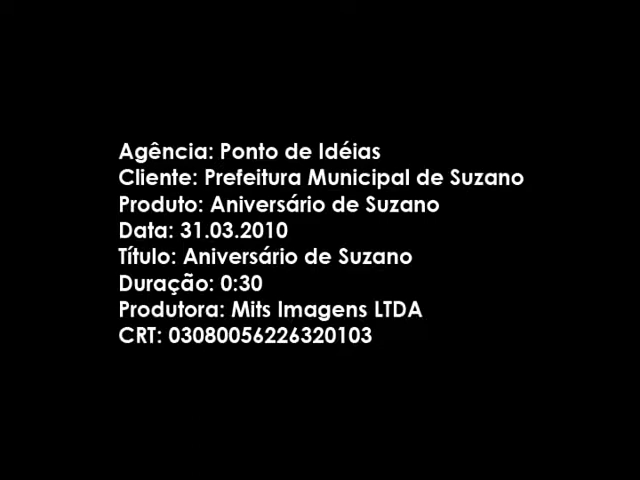 Agência: Ponto de Idéias
Cliente: Prefeitura Municipal de Suzano
Produto: Aniversário de Suzano
Data: 31.03.2010
Título: Aniversário de Suzano
Duração: 0:30
Produtora: Mits Imagens LTDA
CRT: 03080056226320103